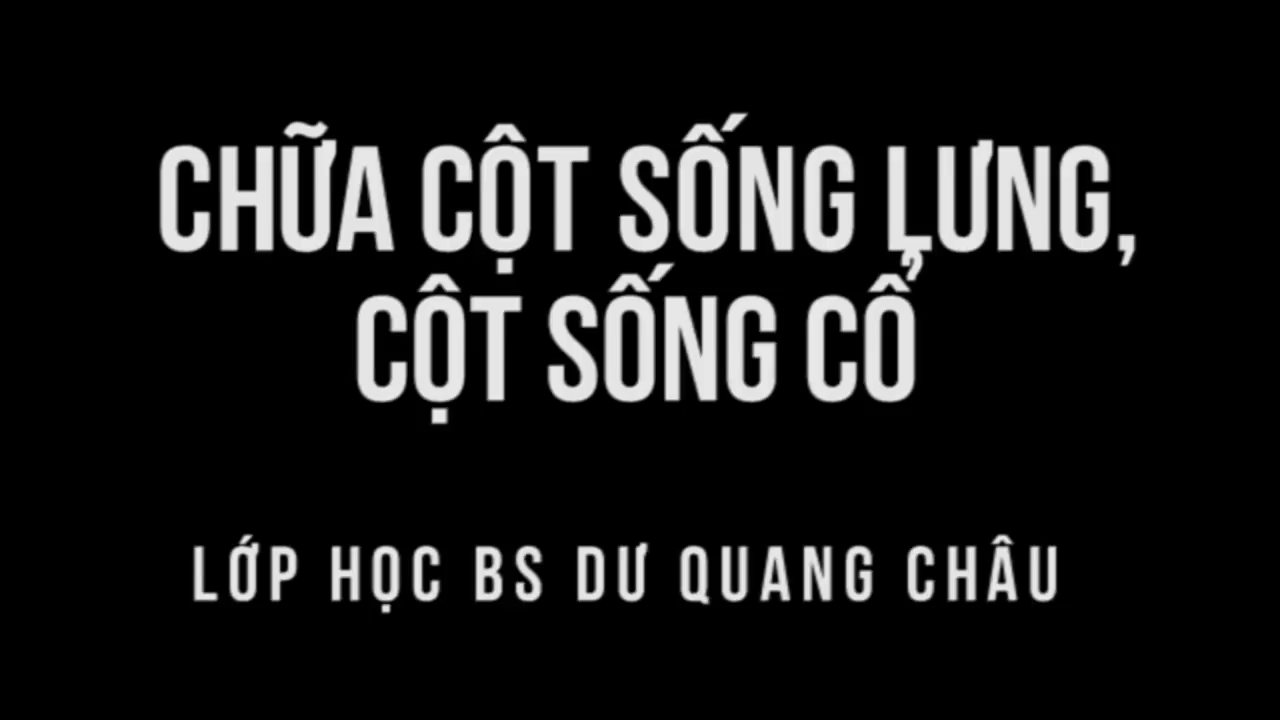 CHỮA CỘT SỐNG LƯNG,
CỘT SỐNG CỔ
LỚP HỌC BS DƯ QUANG CHÂU